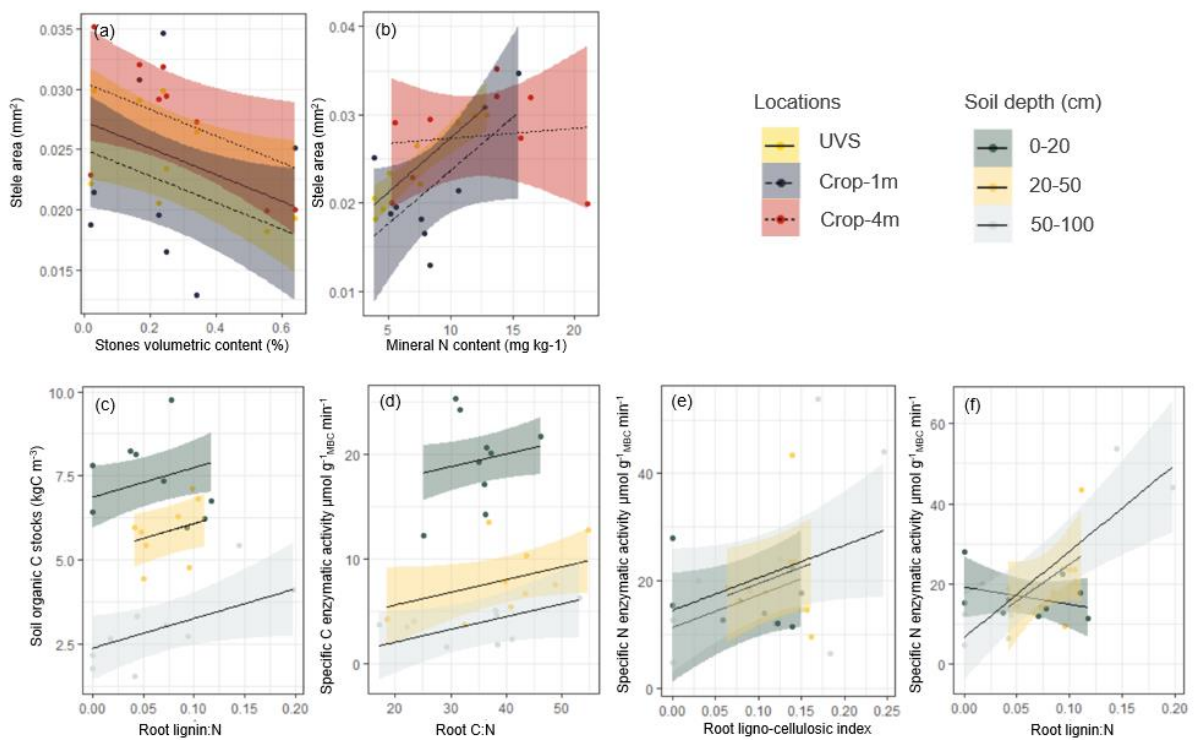 (a)
Stele area (mm²)
0.035
0.030
0.025
0.020
0.015
0.0
0.2
0.4
0.6
Stones volumetric content (%)
(b)
Stele area (mm²)
0.04
0.03
0.02
0.01
5
10
15
20
Mineral N content (mg kg-1)
Locations
UVS
Crop-1m
Crop-4m
Soil depth (cm)
0-20
20-50
50-100
(c)
Soil organic C stocks (kgC m⁻³)
10.0
7.5
5.0
2.5
0.00
0.05
0.10
0.15
0.20
Root lignin:N
(d)
Specific C enzymatic activity µmol g⁻¹MBC min⁻¹
20
10
0
20
30
40
50
Root C:N
(e)
Specific N enzymatic activity µmol g⁻¹MBC min⁻¹
60
40
20
0
0.00
0.05
0.10
0.15
0.20
0.25
Root ligno-cellulosic index
(f)
Specific N enzymatic activity µmol g⁻¹MBC min⁻¹
60
40
20
0
0.00
0.05
0.10
0.15
0.20
Root lignin:N